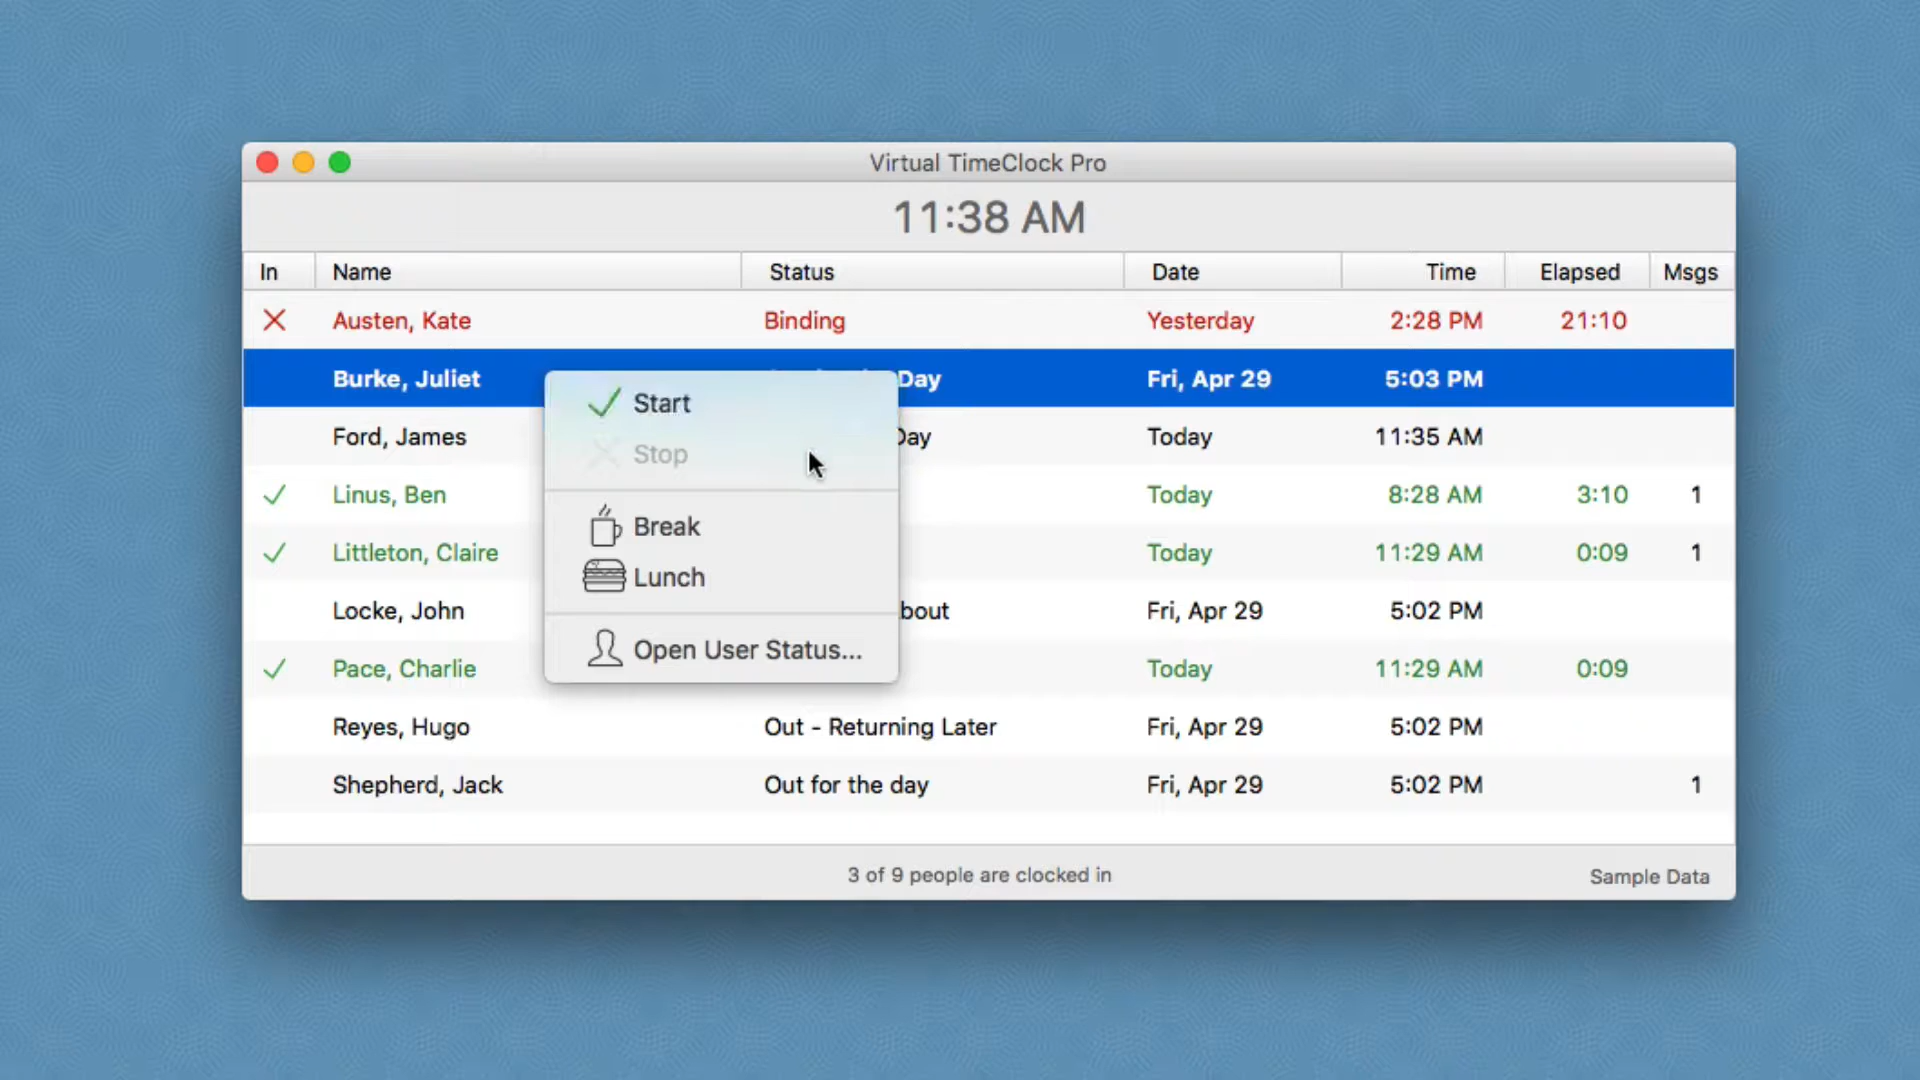 Virtual TimeClock Pro
11:38 AM
In Name Status Date Time Elapsed Msgs
Austen, Kate Binding Yesterday 2:28 PM 21:10
Burke, Juliet Day Fri, Apr 29 5:03 PM
Start
Ford, James Day Today 11:35 AM
Stop
Linus, Ben Today 8:28 AM 3:10 1
Break
Littleton, Claire Today 11:29 AM 0:09 1
Lunch
Locke, John bout Fri, Apr 29 5:02 PM
Open User Status...
Pace, Charlie Today 11:29 AM 0:09
Reyes, Hugo Out - Returning Later Fri, Apr 29 5:02 PM
Shepherd, Jack Out for the day Fri, Apr 29 5:02 PM 1
3 of 9 people are clocked in
Sample Data